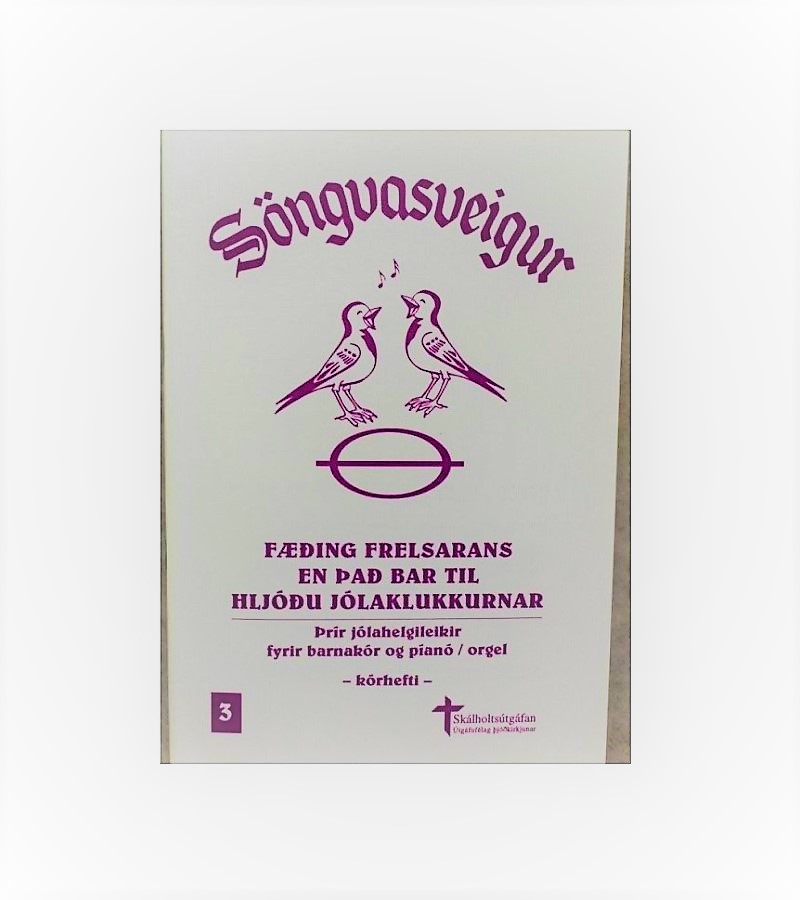 Söngvasveigur
FÆÐING FRELSARANS
EN ÞAÐ BAR TIL
HLJÓÐU JÓLAKLUKKURNAR
Þrír jólahelgileikir
fyrir barnakór og píanó / orgel
– kórhefti –
3
Skálholtsútgáfan
Útgáfufélag þjóðkirkjunar